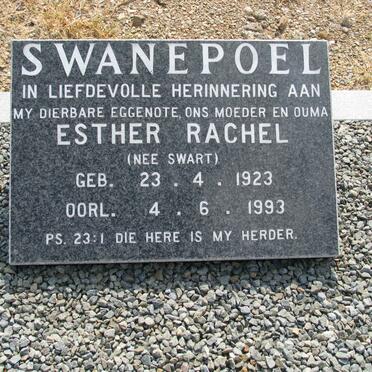 SWANEPOEL
IN LIEFDEVOLLE HERINNERING AAN
MY DIERBARE EGGENOTE, ONS MOEDER EN OUMA
ESTHER RACHEL
(NEE SWART)
GEB. 23 . 4 . 1923
OORL. 4 . 6 . 1993
PS. 23:1 DIE HERE IS MY HERDER.